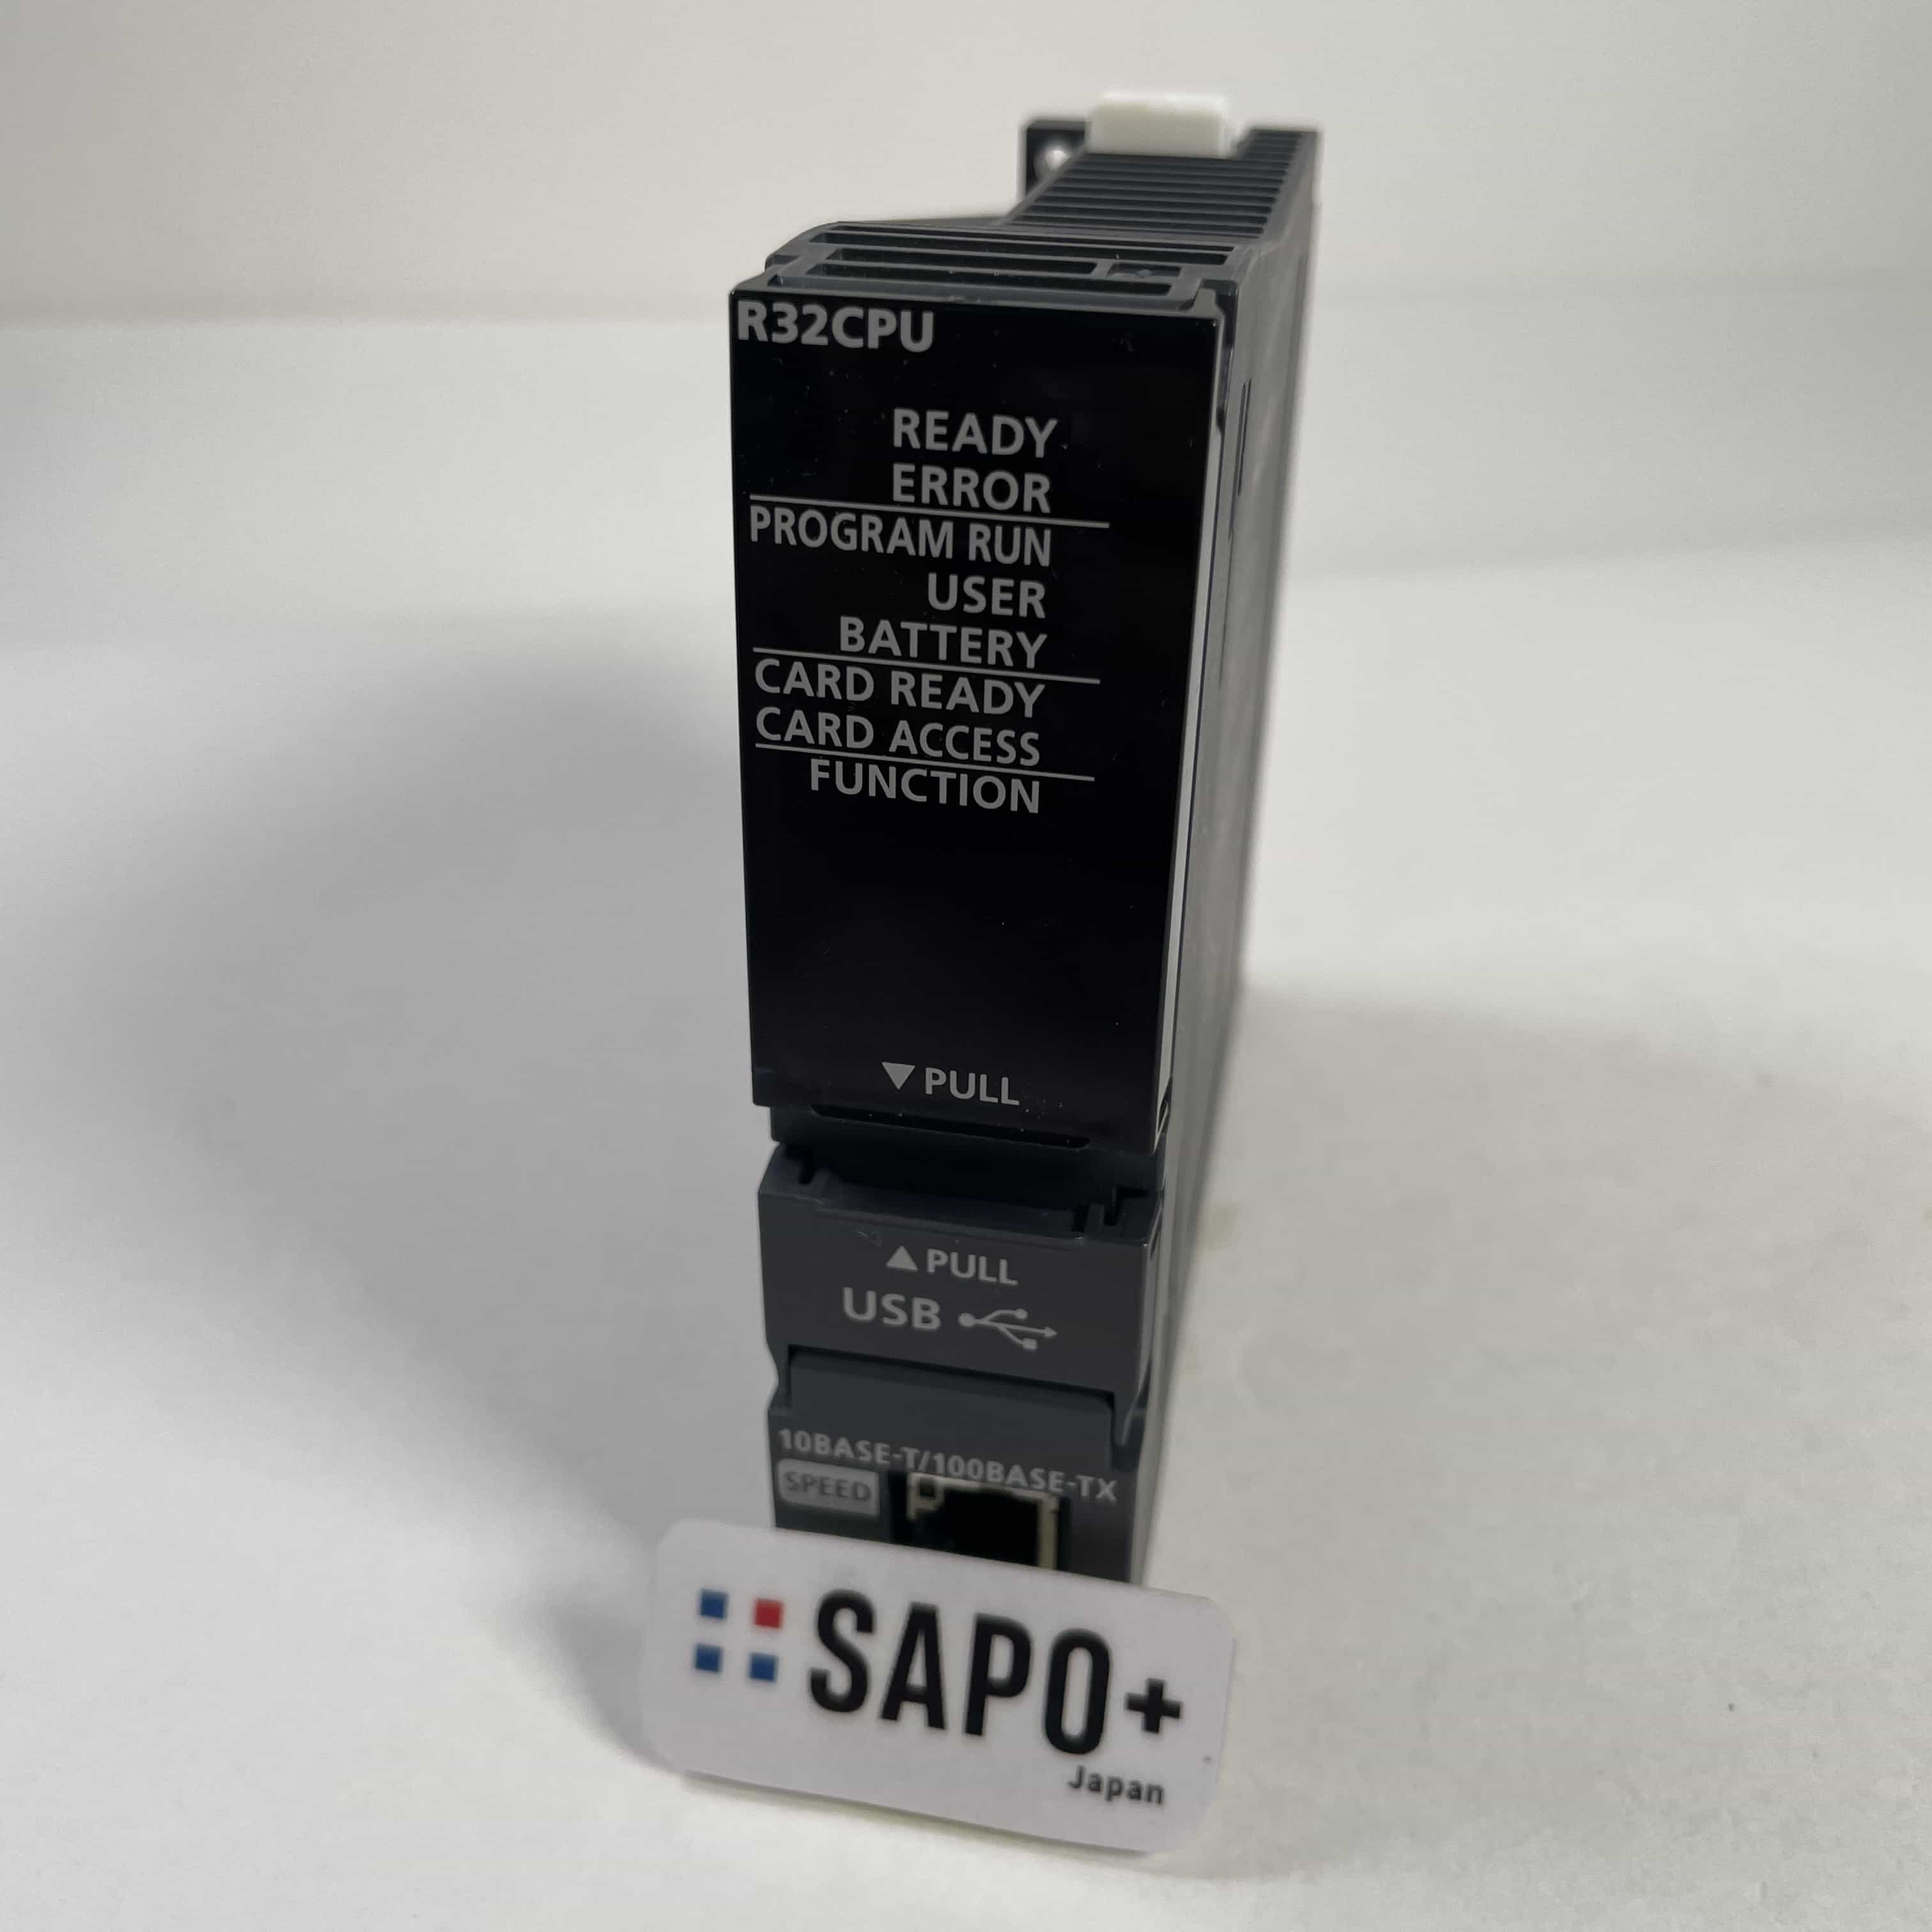 R32CPU
READY
ERROR
PROGRAM RUN
USER
BATTERY
CARD READY
CARD ACCESS
FUNCTION
▼PULL
▲PULL
USB
10BASE-T/100BASE-TX
SPEED
SAPO+
Japan